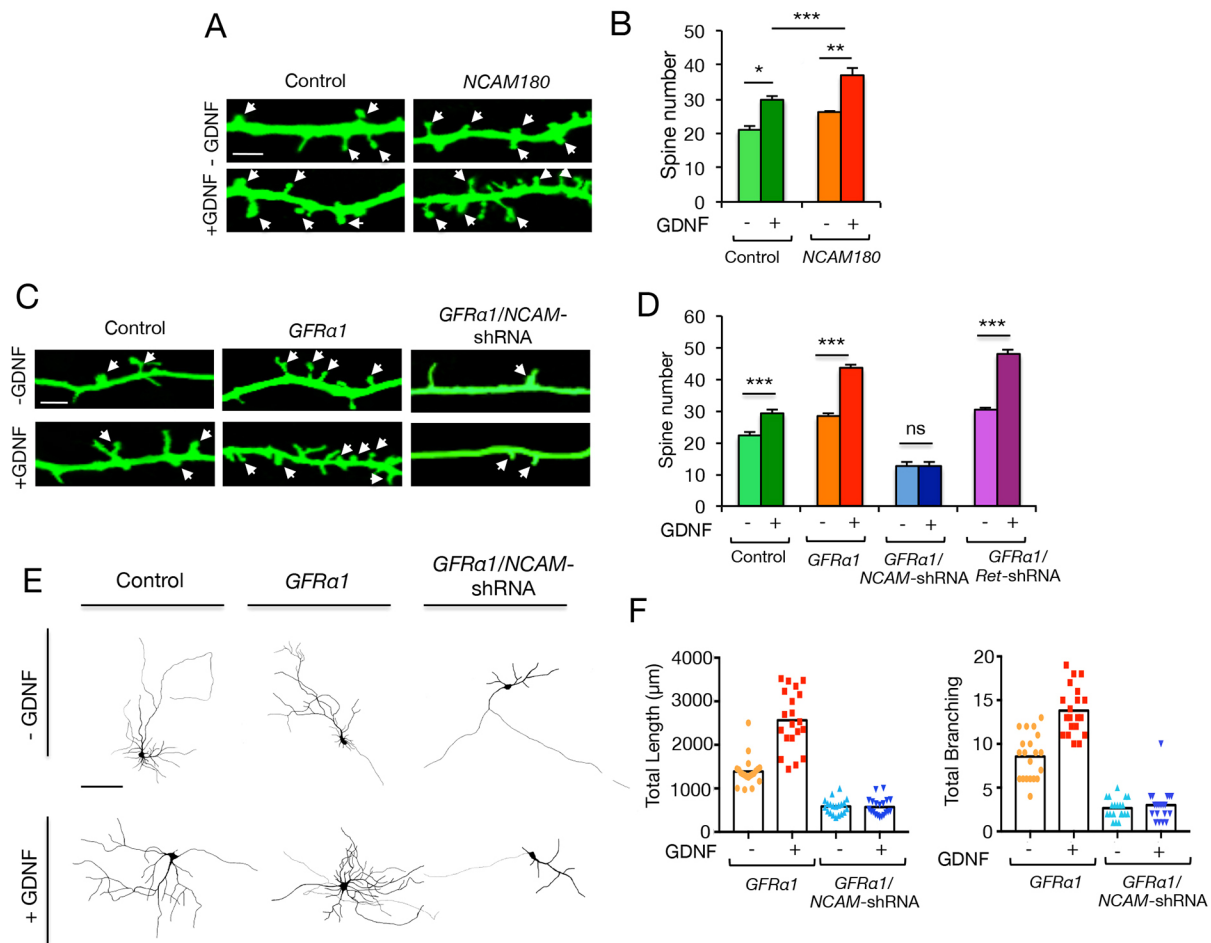 A
Control
NCAM180
- GDNF
+GDNF
B
Spine number
50
40
30
20
10
0
*
**
***
GDNF
- + - +
Control
NCAM180
C
Control
GFRα1
GFRα1/NCAM-
shRNA
-GDNF
+GDNF
D
Spine number
60
50
40
30
20
10
0
***
***
ns
***
GDNF
- + - + - + - +
Control
GFRα1
GFRα1/
NCAM-shRNA
GFRα1/
Ret-shRNA
E
Control
GFRα1
GFRα1/NCAM-
shRNA
- GDNF
+ GDNF
F
Total Length (µm)
4000
3000
2000
1000
0
GDNF
- + - +
GFRα1
GFRα1/
NCAM-shRNA
Total Branching
20
15
10
5
0
GDNF
- + - +
GFRα1
GFRα1/
NCAM-shRNA